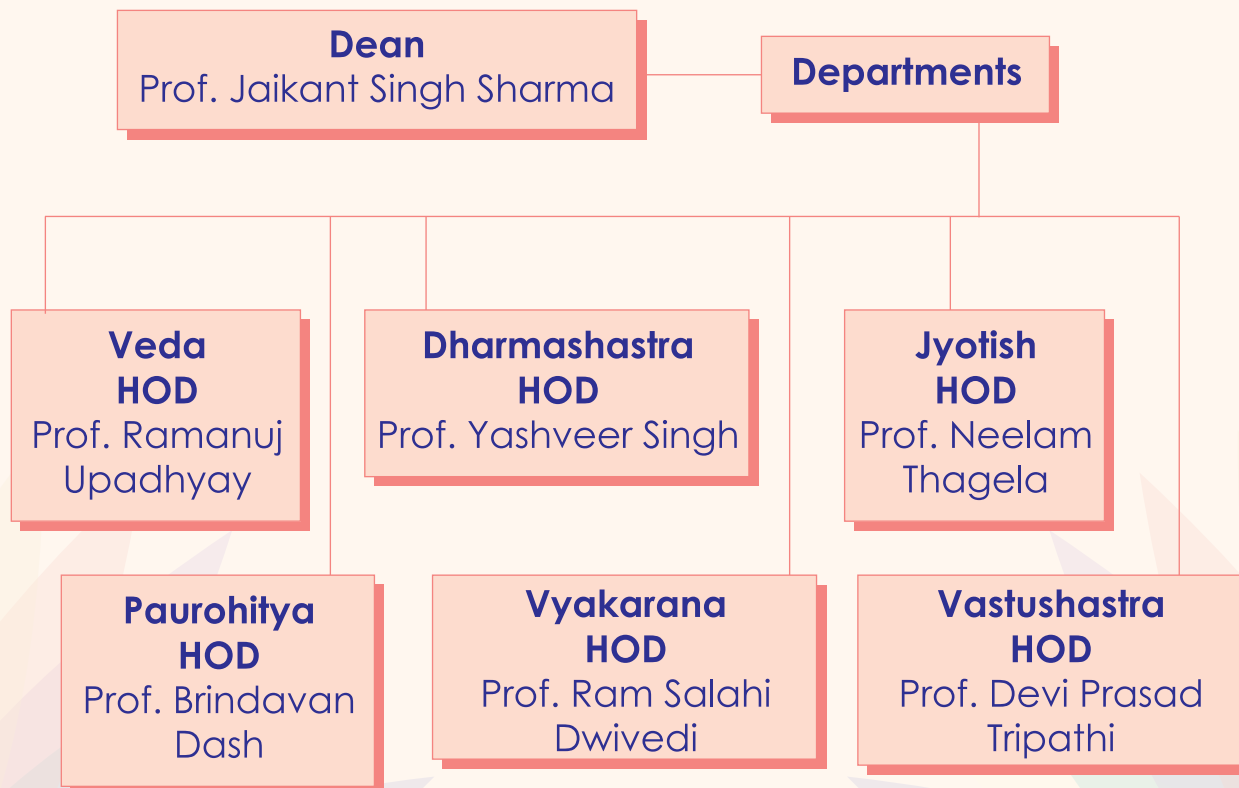 Dean
Prof. Jaikant Singh Sharma
Departments
Veda
HOD
Prof. Ramanuj
Upadhyay
Dharmashastra
HOD
Prof. Yashveer Singh
Jyotish
HOD
Prof. Neelam
Thagela
Paurohitya
HOD
Prof. Brindavan
Dash
Vyakarana
HOD
Prof. Ram Salahi
Dwivedi
Vastushastra
HOD
Prof. Devi Prasad
Tripathi